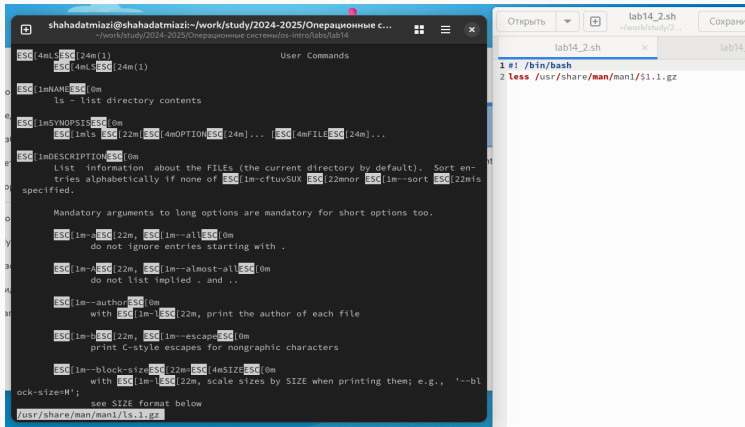 shahadatmiazi@shahadatmiazi:~/work/study/2024-2025/Операционные с...
~/work/study/2024-2025/Операционные системы/os-intro/labs/lab14
ESC[4mLSESC[24m(1) User Commands
ESC[4mLSESC[24m(1)
ESC[1mNAMEESC[0m
ls - list directory contents
ESC[1mSYNOPSISESC[0m
ESC[1mls ESC[22m[ESC[4mOPTIONESC[24m]... [ESC[4mFILEESC[24m]...
ESC[1mDESCRIPTIONESC[0m
List information about the FILEs (the current directory by default). Sort en-
tries alphabetically if none of ESC[1m-cftuvSUX ESC[22mnor ESC[1m--sort ESC[22mis
specified.
Mandatory arguments to long options are mandatory for short options too.
ESC[1m-aESC[22m, ESC[1m--allESC[0m
do not ignore entries starting with .
ESC[1m-AESC[22m, ESC[1m--almost-allESC[0m
do not list implied . and ..
ESC[1m--authorESC[0m
with ESC[1m-lESC[22m, print the author of each file
ESC[1m-bESC[22m, ESC[1m--escapeESC[0m
print C-style escapes for nongraphic characters
ESC[1m--block-sizeESC[22m=ESC[4mSIZEESC[0m
with ESC[1m-lESC[22m, scale sizes by SIZE when printing them; e.g., '--bl
ock-size=M';
see SIZE format below
/usr/share/man/man1/ls.1.gz
Открыть
lab14_2.sh
~/work/study/2...
Сохрани
lab14_2.sh ×
lab14
1 #! /bin/bash
2 less /usr/share/man/man1/$1.1.gz